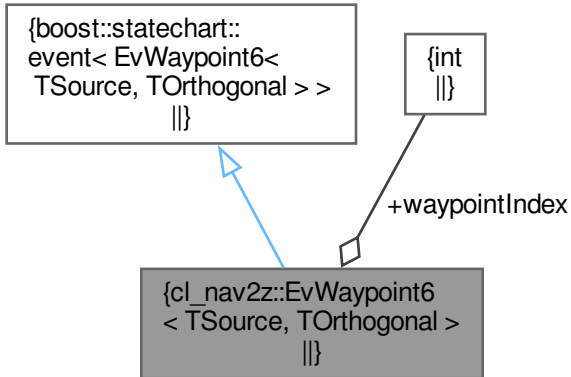 {boost::statechart::
event< EvWaypoint6<
TSource, TOrthogonal > >
||}
{int
||}
+waypointIndex
{cl_nav2z::EvWaypoint6
< TSource, TOrthogonal >
||}